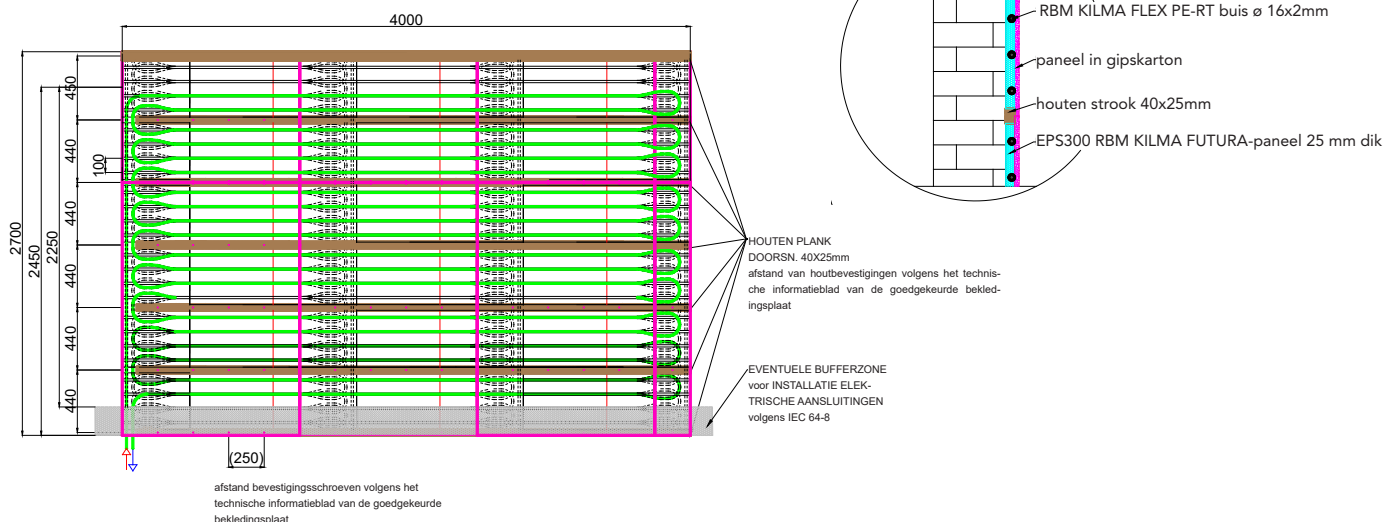 4000
2700
2450
2250
450
440
100
440
440
440
440
440
(250)
afstand bevestigingsschroeven volgens het
technische informatieblad van de goedgekeurde
bekledingsplaat
HOUTEN PLANK
DOORSN. 40X25mm
afstand van houtbevestigingen volgens het technis-
che informatieblad van de goedgekeurde bekled-
ingsplaat
EVENTUELE BUFFERZONE
voor INSTALLATIE ELEK-
TRISCHE AANSLUITINGEN
volgens IEC 64-8
RBM KILMA FLEX PE-RT buis ø 16x2mm
paneel in gipskarton
houten strook 40x25mm
EPS300 RBM KILMA FUTURA-paneel 25 mm dik